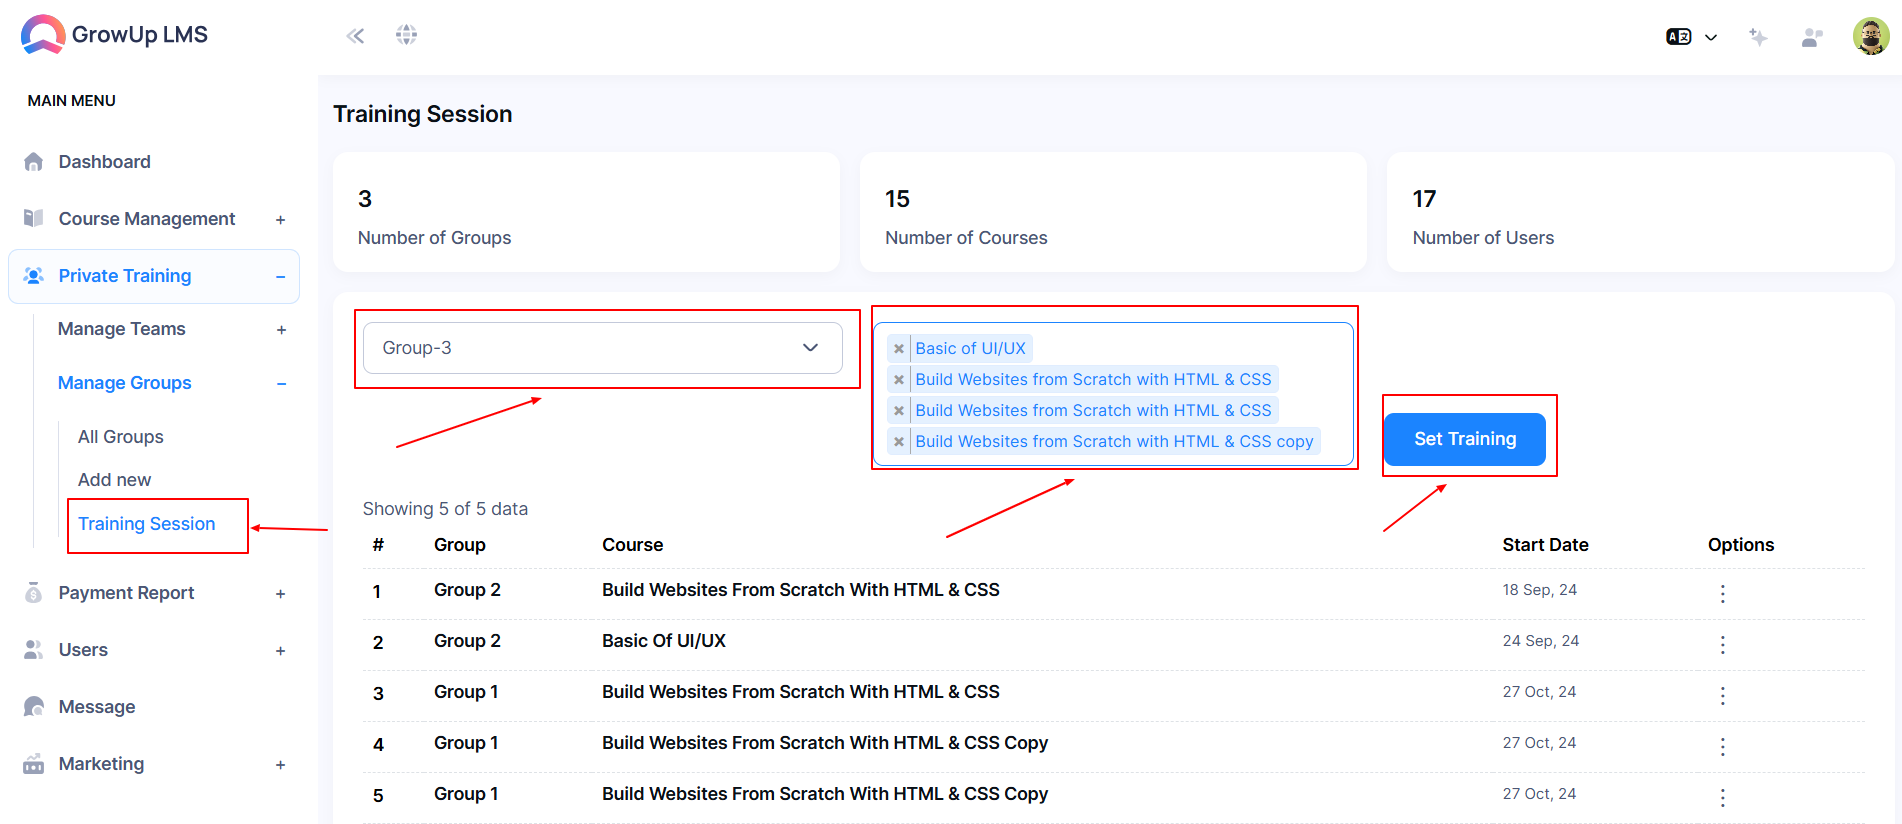 GrowUp LMS
MAIN MENU
Dashboard
Course Management +
Private Training −
Manage Teams +
Manage Groups −
All Groups
Add new
Training Session
Payment Report +
Users +
Message
Marketing +
Training Session
3
Number of Groups
15
Number of Courses
17
Number of Users
Group-3
× Basic of UI/UX
× Build Websites from Scratch with HTML & CSS
× Build Websites from Scratch with HTML & CSS
× Build Websites from Scratch with HTML & CSS copy
Set Training
Showing 5 of 5 data
# Group Course Start Date Options
1 Group 2 Build Websites From Scratch With HTML & CSS 18 Sep, 24
2 Group 2 Basic Of UI/UX 24 Sep, 24
3 Group 1 Build Websites From Scratch With HTML & CSS 27 Oct, 24
4 Group 1 Build Websites From Scratch With HTML & CSS Copy 27 Oct, 24
5 Group 1 Build Websites From Scratch With HTML & CSS Copy 27 Oct, 24